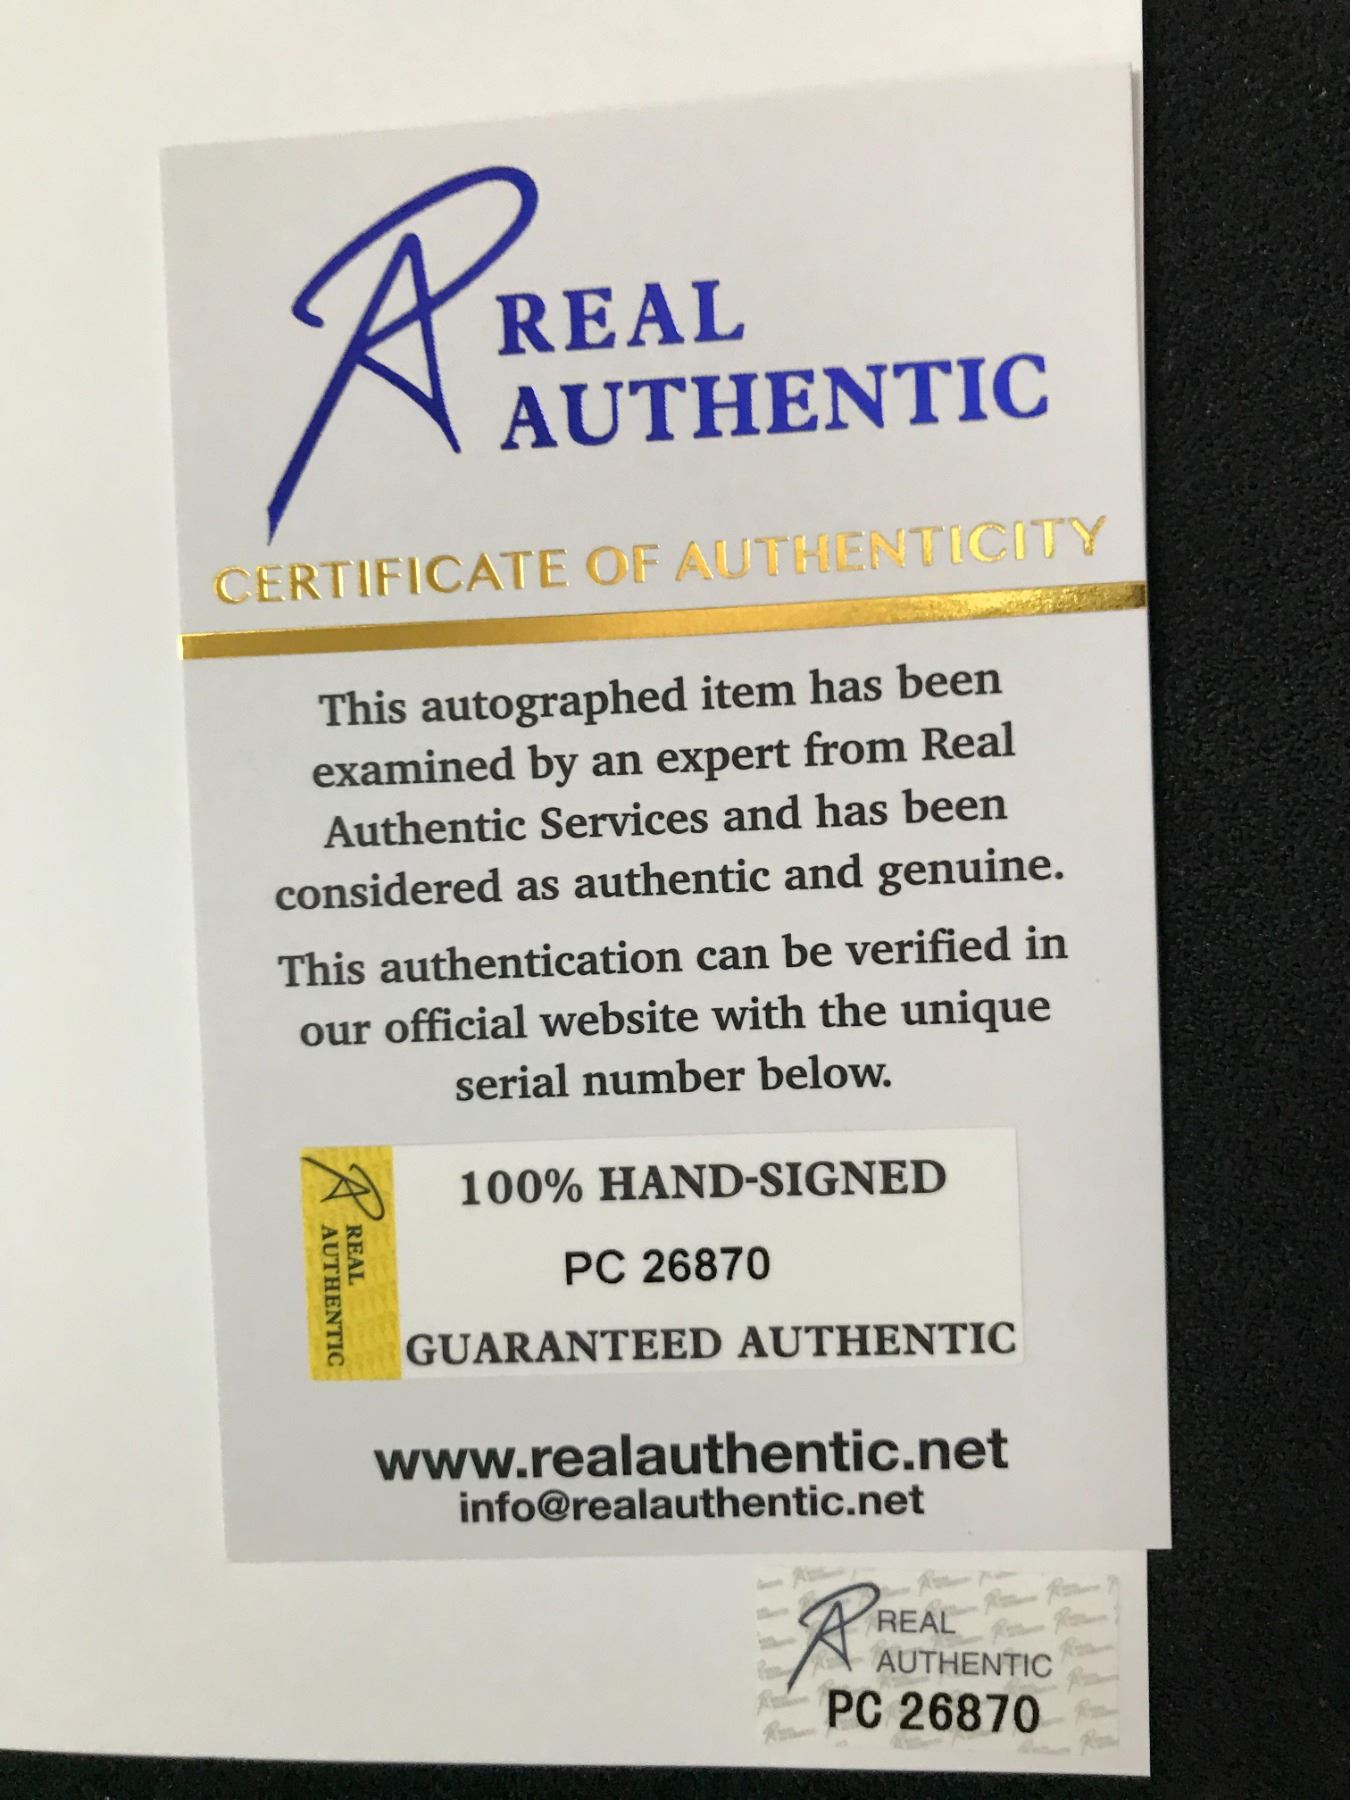 REAL
AUTHENTIC
CERTIFICATE OF AUTHENTICITY
This autographed item has been
examined by an expert from Real
Authentic Services and has been
considered as authentic and genuine.
This authentication can be verified in
our official website with the unique
serial number below.
REAL
AUTHENTIC
100% HAND-SIGNED
PC 26870
GUARANTEED AUTHENTIC
www.realauthentic.net
info@realauthentic.net
REAL
AUTHENTIC
PC 26870